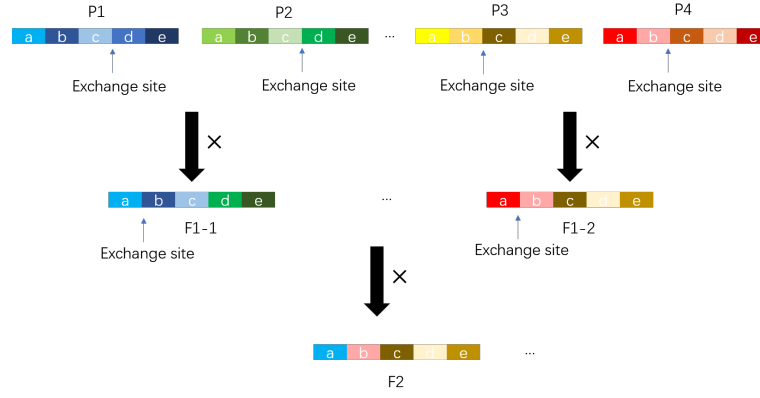 P1 P2 P3 P4
a b c d e a b c d e ... a b c d e a b c d e
Exchange site Exchange site Exchange site Exchange site
× ×
a b c d e ... a b c d e
F1-1 F1-2
Exchange site Exchange site
×
a b c d e ...
F2